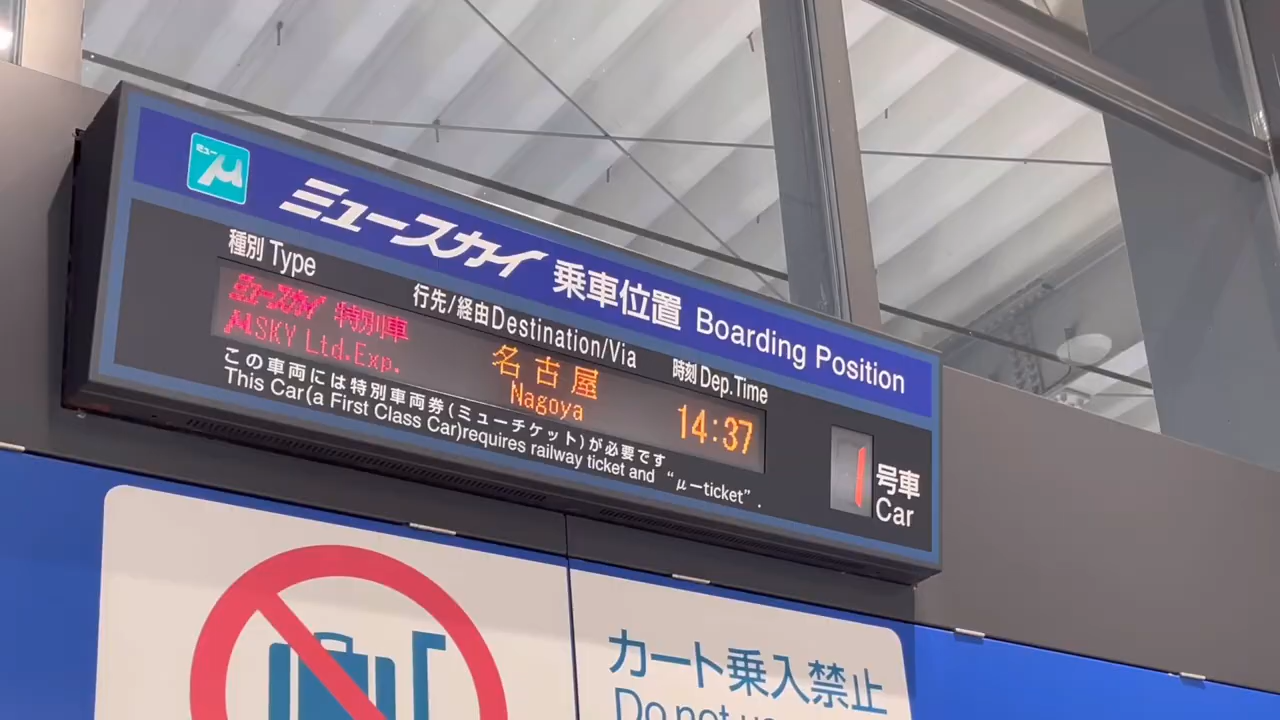 ミュー
μ
ミュースカイ 乗車位置 Boarding Position
種別 Type
行先/経由 Destination/Via
時刻 Dep.Time
ミュースカイ 特別車
μSKY Ltd.Exp.
名古屋
Nagoya
14:37
1
号車
Car
この車両には特別車両券(ミューチケット)が必要です
This Car(a First Class Car)requires railway ticket and “μ−ticket”.
カート乗入禁止
Do not